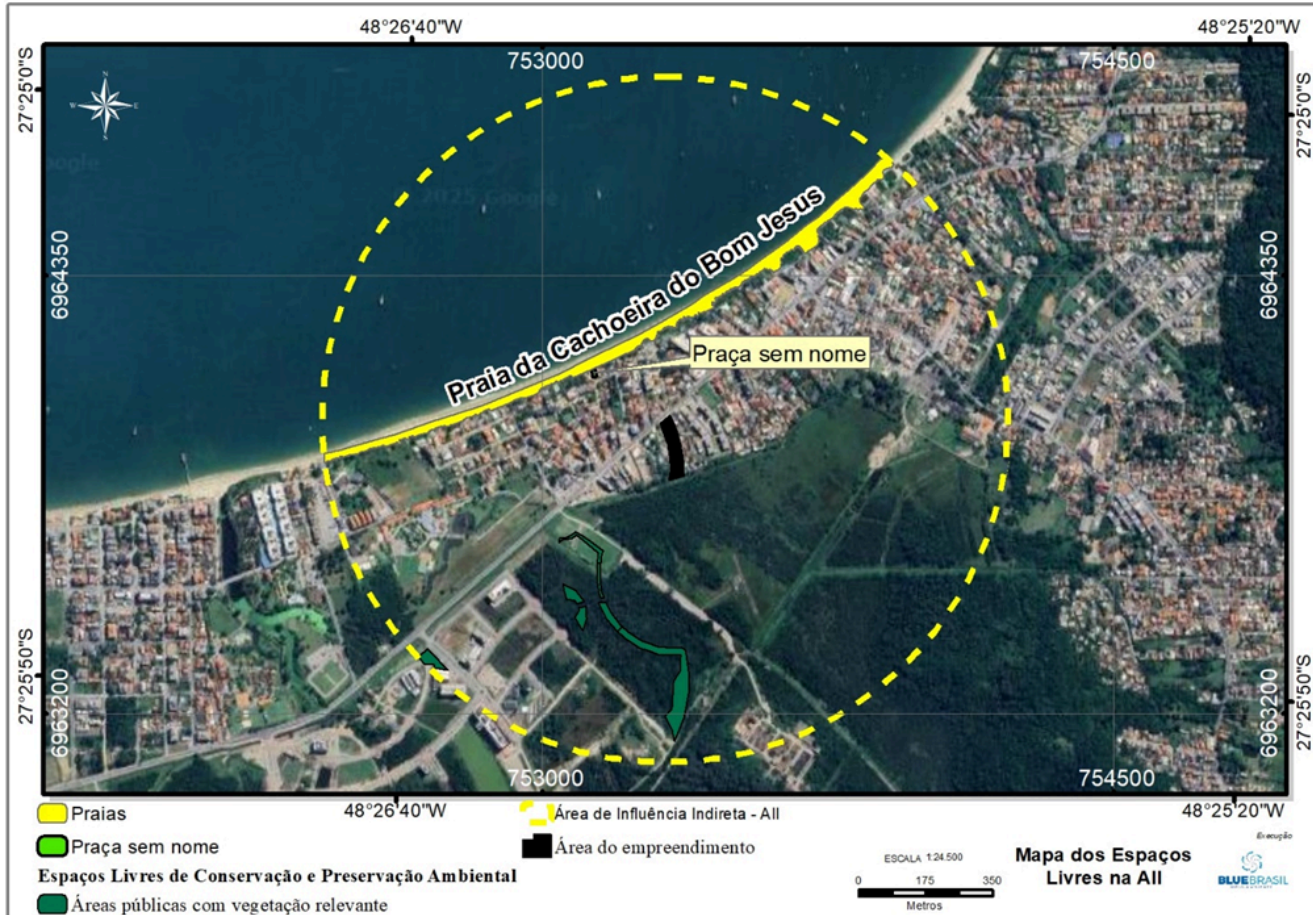 48°26'40"W
48°25'20"W
753000
754500
27°25'0"S
27°25'0"S
N
W
E
S
2025 Google
Praia da Cachoeira do Bom Jesus
6964350
6964350
Praça sem nome
27°25'50"S
27°25'50"S
6963200
6963200
753000
754500
48°26'40"W
48°25'20"W
Praias
Área de Influência Indireta - AII
Praça sem nome
Área do empreendimento
Espaços Livres de Conservação e Preservação Ambiental
Áreas públicas com vegetação relevante
ESCALA 1:24.500
0 175 350
Metros
Mapa dos Espaços
Livres na AII
Execução
BLUEBRASIL